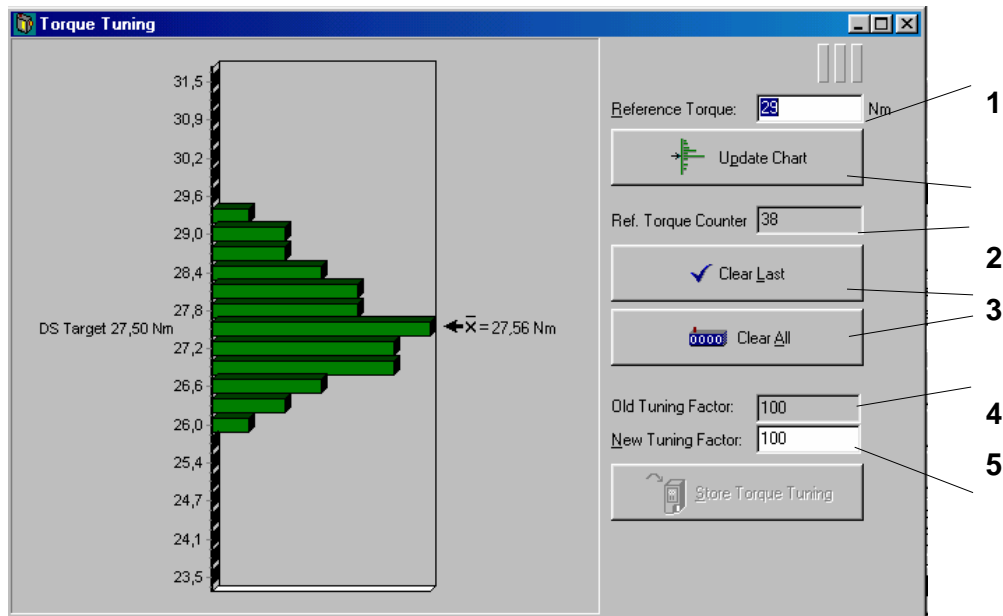 Torque Tuning
31,5
30,9
30,2
29,6
29,0
28,4
27,8
27,2
26,6
26,0
25,4
24,7
24,1
23,5
DS Target 27,50 Nm
x = 27,56 Nm
Reference Torque: 29 Nm
Update Chart
Ref. Torque Counter 38
Clear Last
0000 Clear All
Old Tuning Factor: 100
New Tuning Factor: 100
Store Torque Tuning
1
2
3
4
5